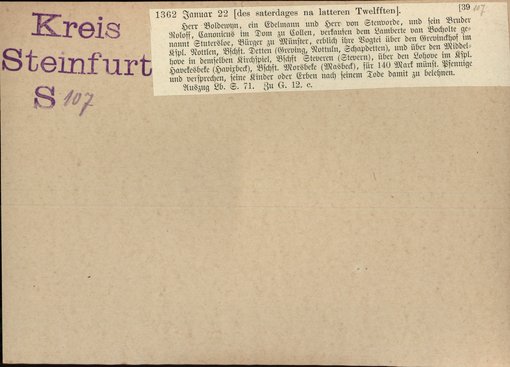 Kreis
Steinfurt
S 107
1362 Januar 22 [des saterdages na latteren Twelfften]. [39 107
Herr Boldewyn, ein Edelmann und Herr von Stenvorde, und sein Bruder
Roloff, Canonicus im Dom zu Collen, verkaufen dem Lamberte van Bocholte ge-
nannt Stuterloe, Bürger zu Münster, erblich ihre Vogtei über den Grevinckhof im
Kspl. Notlen, Bschft. Detten (Greving, Nottuln, Schapdetten), und über den Middel-
hove in demselben Kirchspiel, Bschft Steveren (Stevern), über den Lohove im Kspl.
Havekesbeke (Havixbeck), Bschft. Morsbeke (Masbeck), für 140 Mark münst. Pfennige
und versprechen, seine Kinder oder Erben nach seinem Tode damit zu belehnen.
Auszug Lb. S. 71. Zu G. 12. c.